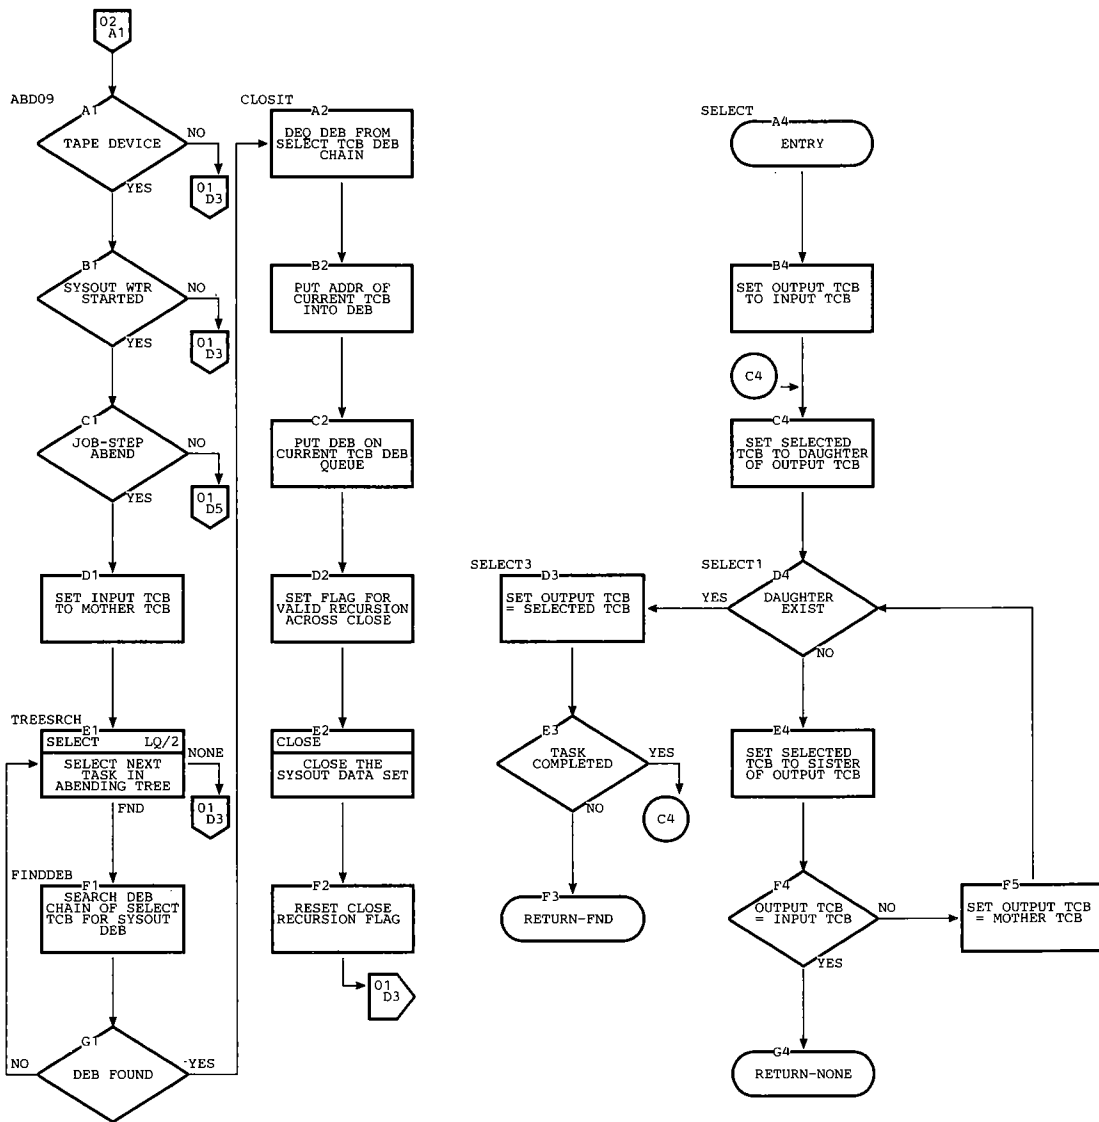 02
A1
ABD09
A1
TAPE DEVICE
NO
01
D3
YES
B1
SYSOUT WTR
STARTED
NO
01
D3
YES
C1
JOB-STEP
ABEND
NO
01
D5
YES
D1
SET INPUT TCB
TO MOTHER TCB
TREESRCH
E1
SELECT LQ/2
SELECT NEXT
TASK IN
ABENDING TREE
NONE
01
D3
FND
FINDDEB
F1
SEARCH DEB
CHAIN OF SELECT
TCB FOR SYSOUT
DEB
G1
DEB FOUND
NO
YES
CLOSIT
A2
DEQ DEB FROM
SELECT TCB DEB
CHAIN
B2
PUT ADDR OF
CURRENT TCB
INTO DEB
C2
PUT DEB ON
CURRENT TCB DEB
QUEUE
D2
SET FLAG FOR
VALID RECURSION
ACROSS CLOSE
E2
CLOSE
CLOSE THE
SYSOUT DATA SET
F2
RESET CLOSE
RECURSION FLAG
01
D3
SELECT
A4
ENTRY
B4
SET OUTPUT TCB
TO INPUT TCB
C4
C4
SET SELECTED
TCB TO DAUGHTER
OF OUTPUT TCB
SELECT1
D4
DAUGHTER
EXIST
YES
NO
SELECT3
D3
SET OUTPUT TCB
= SELECTED TCB
E3
TASK
COMPLETED
YES
C4
NO
F3
RETURN-FND
E4
SET SELECTED
TCB TO SISTER
OF OUTPUT TCB
F4
OUTPUT TCB
= INPUT TCB
NO
YES
F5
SET OUTPUT TCB
= MOTHER TCB
G4
RETURN-NONE